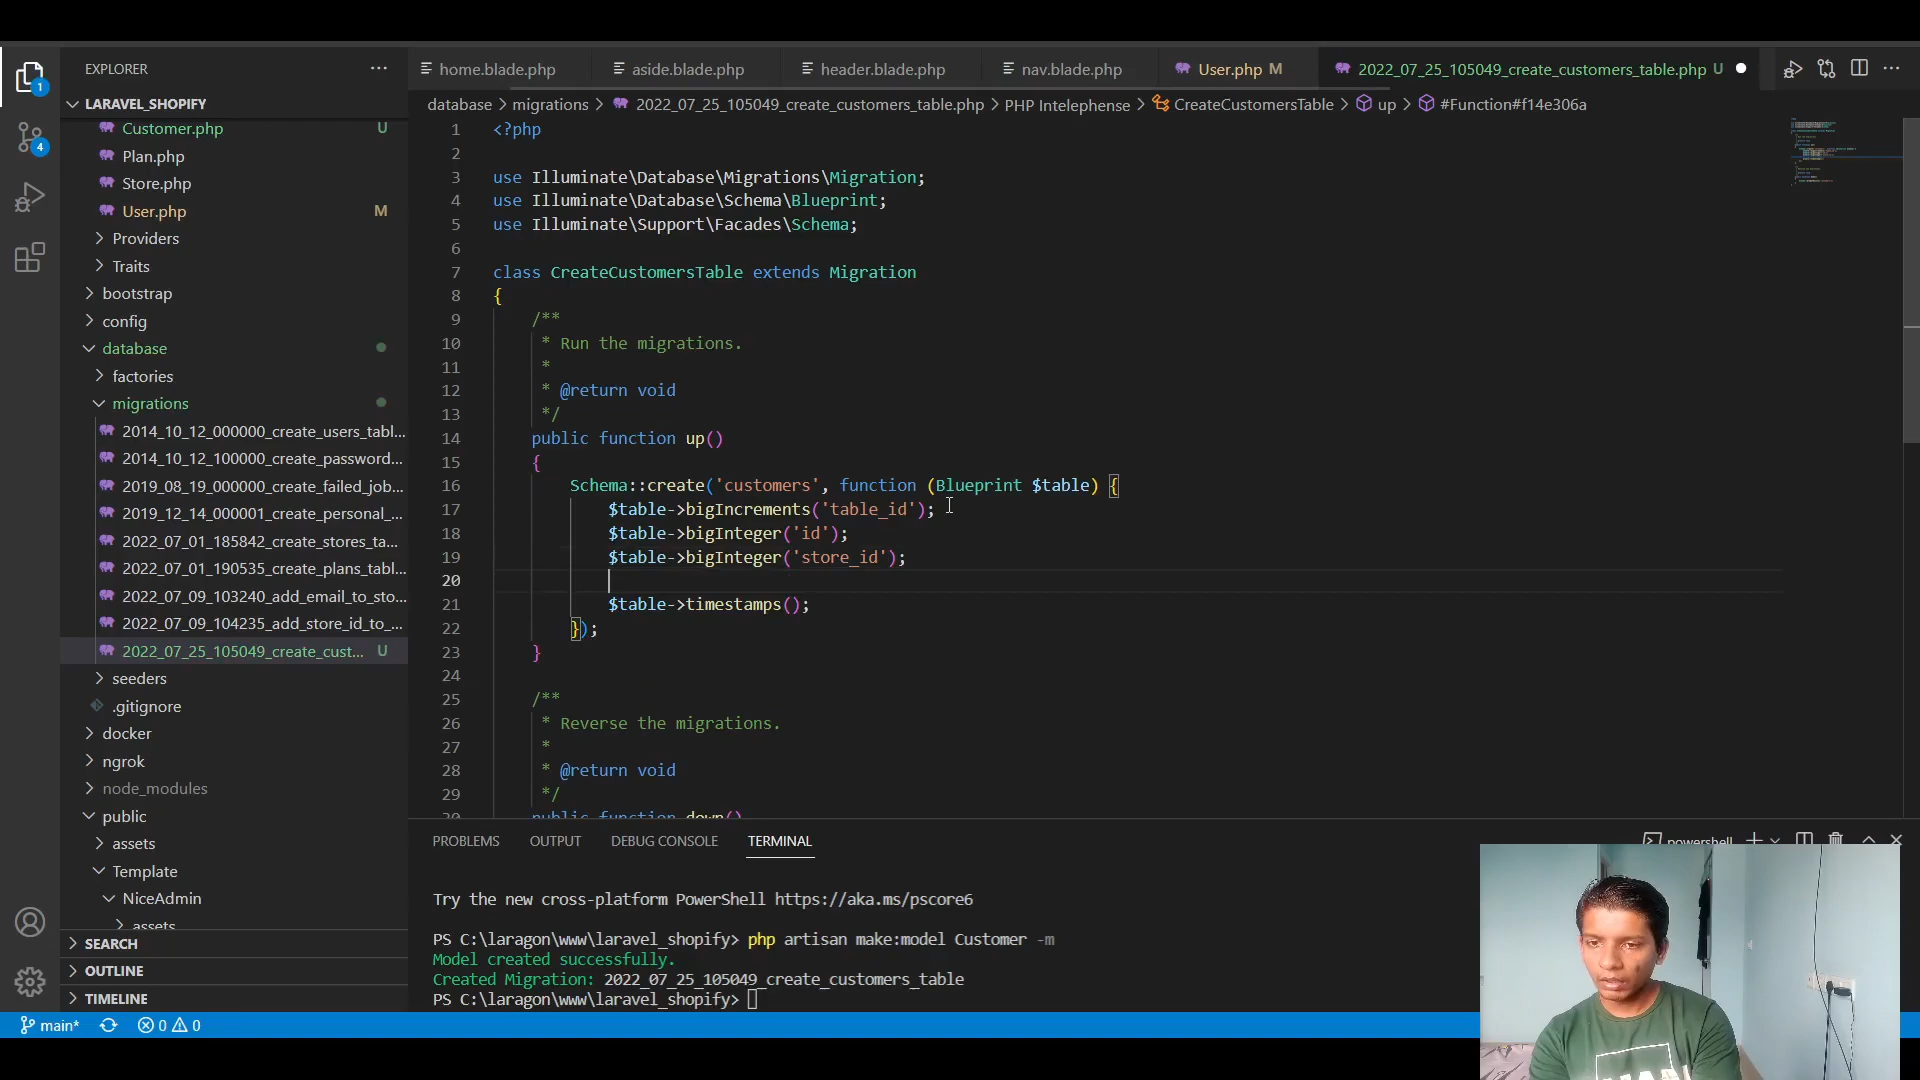 EXPLORER
LARAVEL_SHOPIFY
Customer.php U
Plan.php
Store.php
User.php M
Providers
Traits
bootstrap
config
database
factories
migrations
2014_10_12_000000_create_users_tabl...
2014_10_12_100000_create_password...
2019_08_19_000000_create_failed_job...
2019_12_14_000001_create_personal_...
2022_07_01_185842_create_stores_ta...
2022_07_01_190535_create_plans_tabl...
2022_07_09_103240_add_email_to_sto...
2022_07_09_104235_add_store_id_to_...
2022_07_25_105049_create_cust... U
seeders
.gitignore
docker
ngrok
node_modules
public
assets
Template
NiceAdmin
assets
SEARCH
OUTLINE
TIMELINE
1
4
home.blade.php aside.blade.php header.blade.php nav.blade.php User.php M 2022_07_25_105049_create_customers_table.php U
database > migrations > 2022_07_25_105049_create_customers_table.php > PHP Intelephense > CreateCustomersTable > up > #Function#f14e306a
1 <?php
2
3 use Illuminate\Database\Migrations\Migration;
4 use Illuminate\Database\Schema\Blueprint;
5 use Illuminate\Support\Facades\Schema;
6
7 class CreateCustomersTable extends Migration
8 {
9 /**
10 * Run the migrations.
11 *
12 * @return void
13 */
14 public function up()
15 {
16 Schema::create('customers', function (Blueprint $table) {
17 $table->bigIncrements('table_id');
18 $table->bigInteger('id');
19 $table->bigInteger('store_id');
20
21 $table->timestamps();
22 });
23 }
24
25 /**
26 * Reverse the migrations.
27 *
28 * @return void
29 */
30 public function down()
PROBLEMS OUTPUT DEBUG CONSOLE TERMINAL powershell
Try the new cross-platform PowerShell https://aka.ms/pscore6
PS C:\laragon\www\laravel_shopify> php artisan make:model Customer -m
Model created successfully.
Created Migration: 2022_07_25_105049_create_customers_table
PS C:\laragon\www\laravel_shopify>
main* 0 0